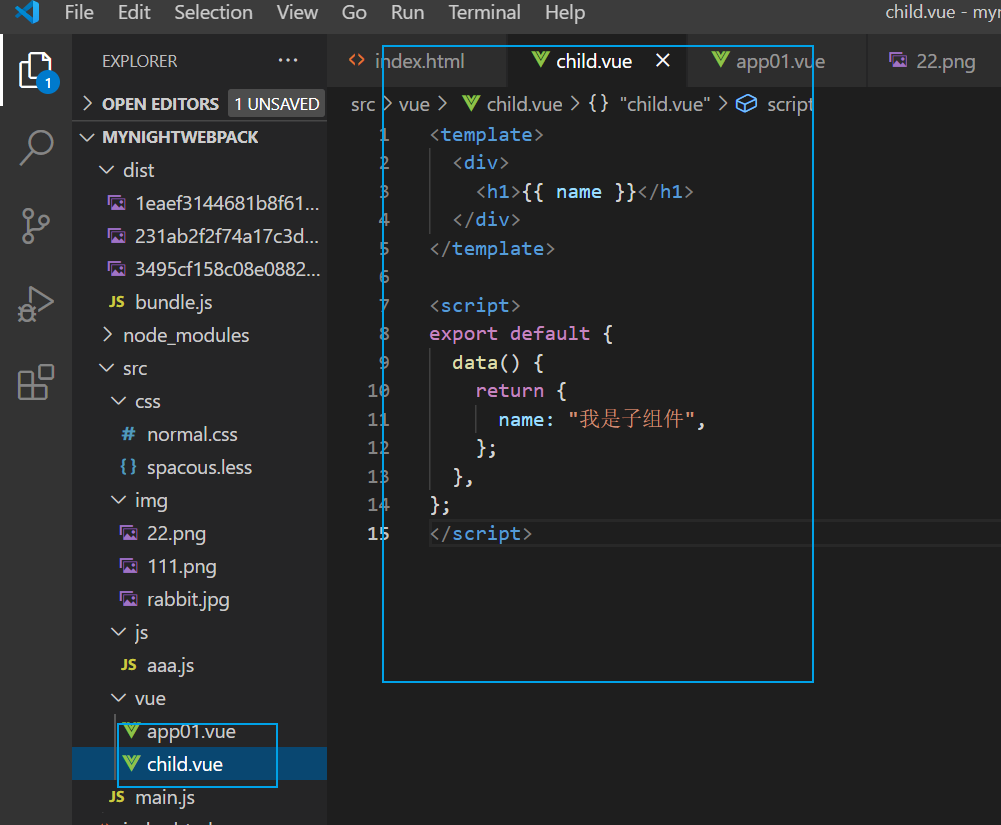 File Edit Selection View Go Run Terminal Help child.vue - myn
1
EXPLORER ···
OPEN EDITORS 1 UNSAVED
MYNIGHTWEBPACK
dist
1eaef3144681b8f61...
231ab2f2f74a17c3d...
3495cf158c08e0882...
JS bundle.js
node_modules
src
css
# normal.css
{} spacous.less
img
22.png
111.png
rabbit.jpg
js
JS aaa.js
vue
app01.vue
child.vue
JS main.js
<> index.html child.vue × app01.vue 22.png
src > vue > child.vue > {} "child.vue" > script
1 <template>
2 <div>
3 <h1>{{ name }}</h1>
4 </div>
5 </template>
6
7 <script>
8 export default {
9 data() {
10 return {
11 name: "我是子组件",
12 };
13 },
14 };
15 </script>